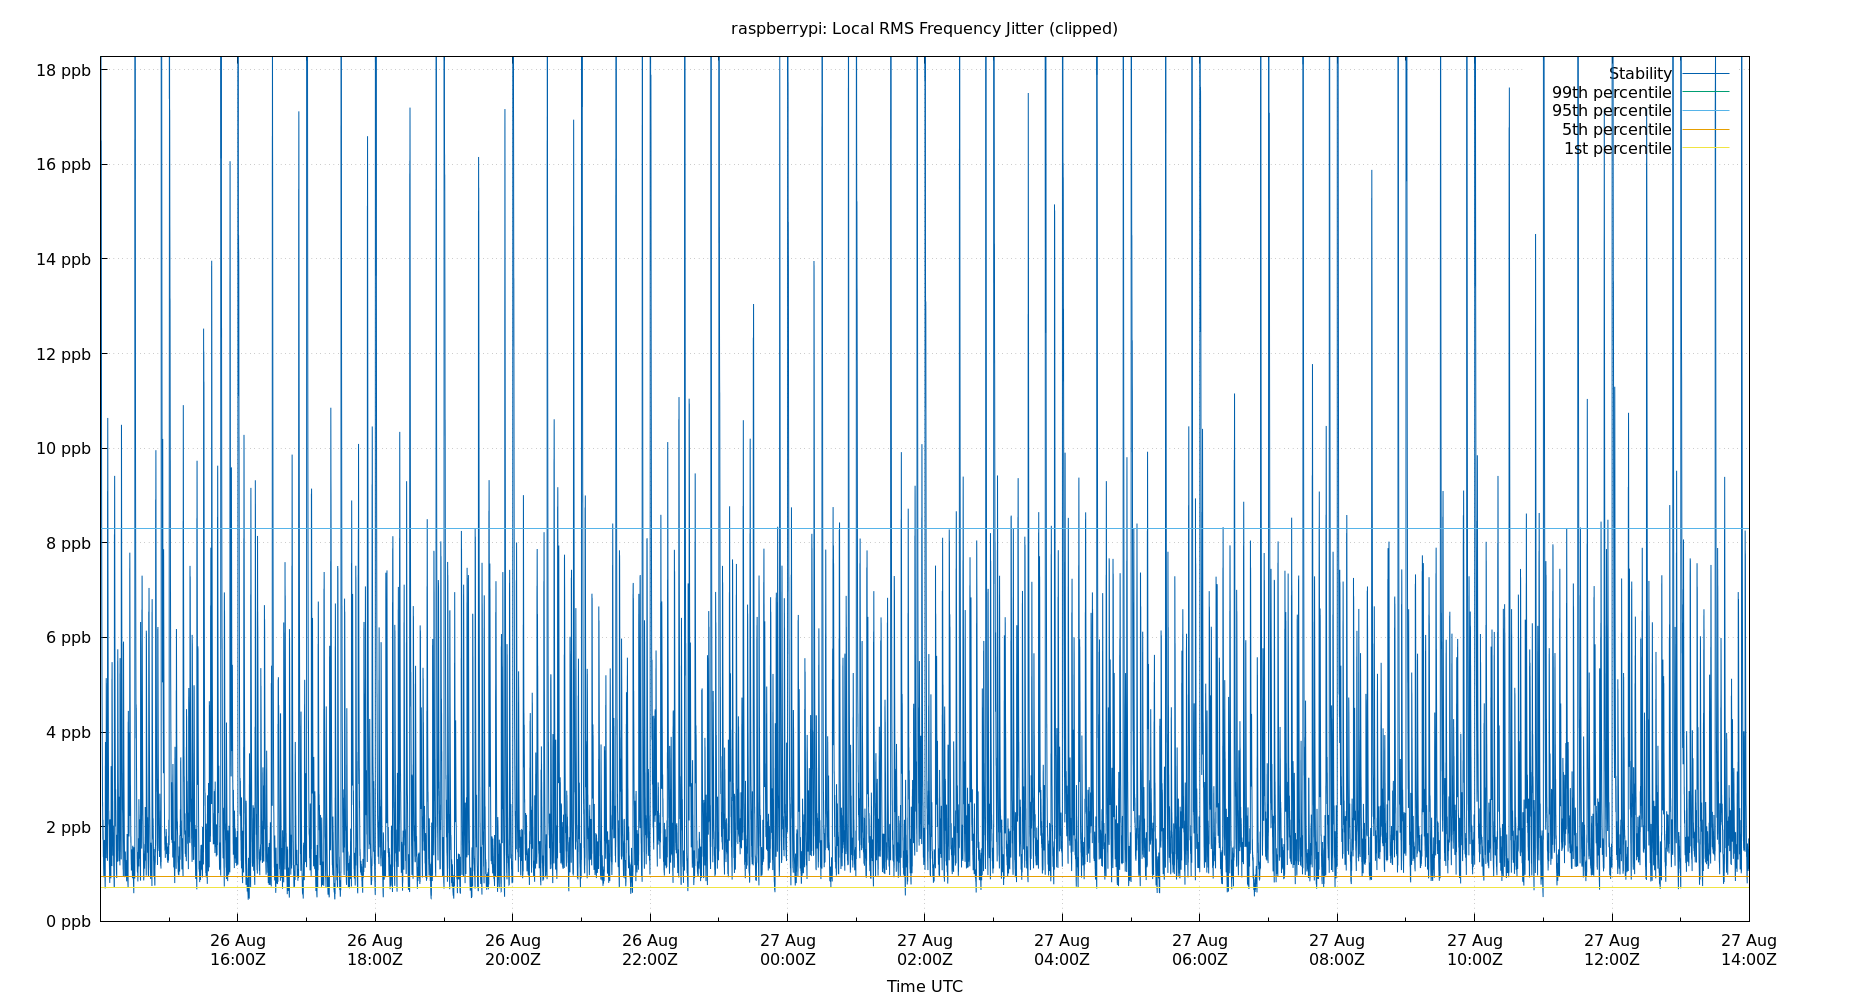 raspberrypi: Local RMS Frequency Jitter (clipped)
18 ppb
16 ppb
14 ppb
12 ppb
10 ppb
8 ppb
6 ppb
4 ppb
2 ppb
0 ppb
Stability
99th percentile
95th percentile
5th percentile
1st percentile
26 Aug
16:00Z
26 Aug
18:00Z
26 Aug
20:00Z
26 Aug
22:00Z
27 Aug
00:00Z
27 Aug
02:00Z
27 Aug
04:00Z
27 Aug
06:00Z
27 Aug
08:00Z
27 Aug
10:00Z
27 Aug
12:00Z
27 Aug
14:00Z
Time UTC